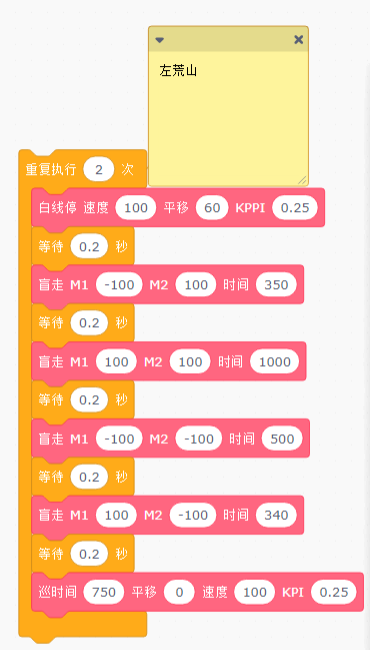 左荒山
重复执行 2 次
白线停 速度 100 平移 60 KPPI 0.25
等待 0.2 秒
盲走 M1 -100 M2 100 时间 350
等待 0.2 秒
盲走 M1 100 M2 100 时间 1000
等待 0.2 秒
盲走 M1 -100 M2 -100 时间 500
等待 0.2 秒
盲走 M1 100 M2 -100 时间 340
等待 0.2 秒
巡时间 750 平移 0 速度 100 KPI 0.25